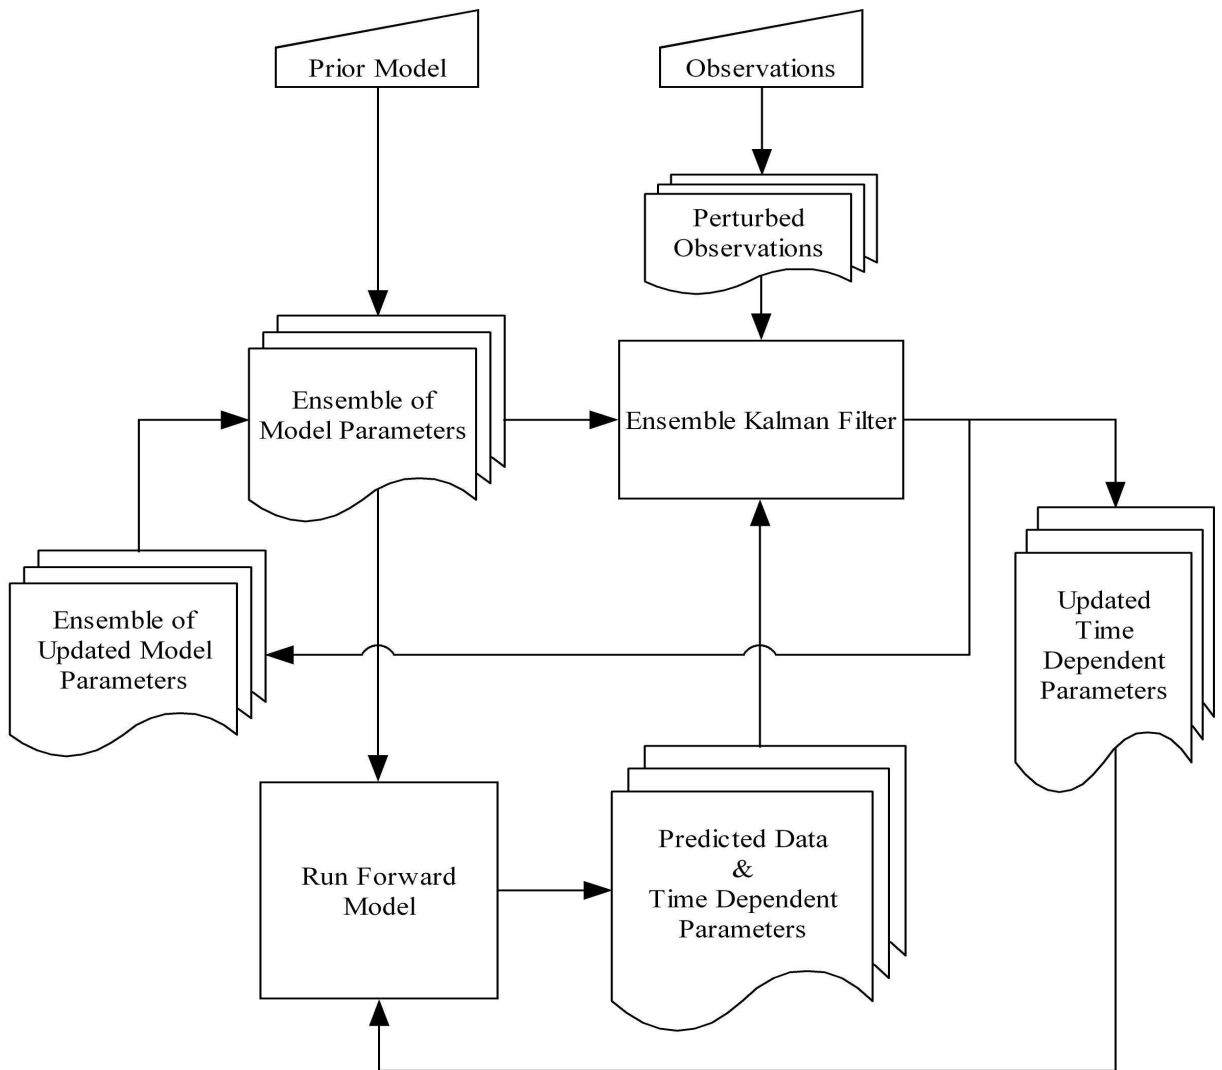 Prior Model
Observations
Perturbed
Observations
Ensemble of
Model Parameters
Ensemble Kalman Filter
Ensemble of
Updated Model
Parameters
Updated
Time
Dependent
Parameters
Run Forward
Model
Predicted Data
&
Time Dependent
Parameters